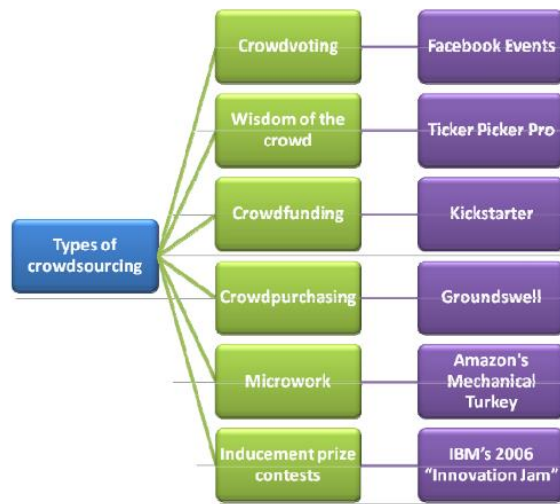 Types of
crowdsourcing
Crowdvoting
Facebook Events
Wisdom of the
crowd
Ticker Picker Pro
Crowdfunding
Kickstarter
Crowdpurchasing
Groundswell
Microwork
Amazon's
Mechanical
Turkey
Inducement prize
contests
IBM's 2006
"Innovation Jam"